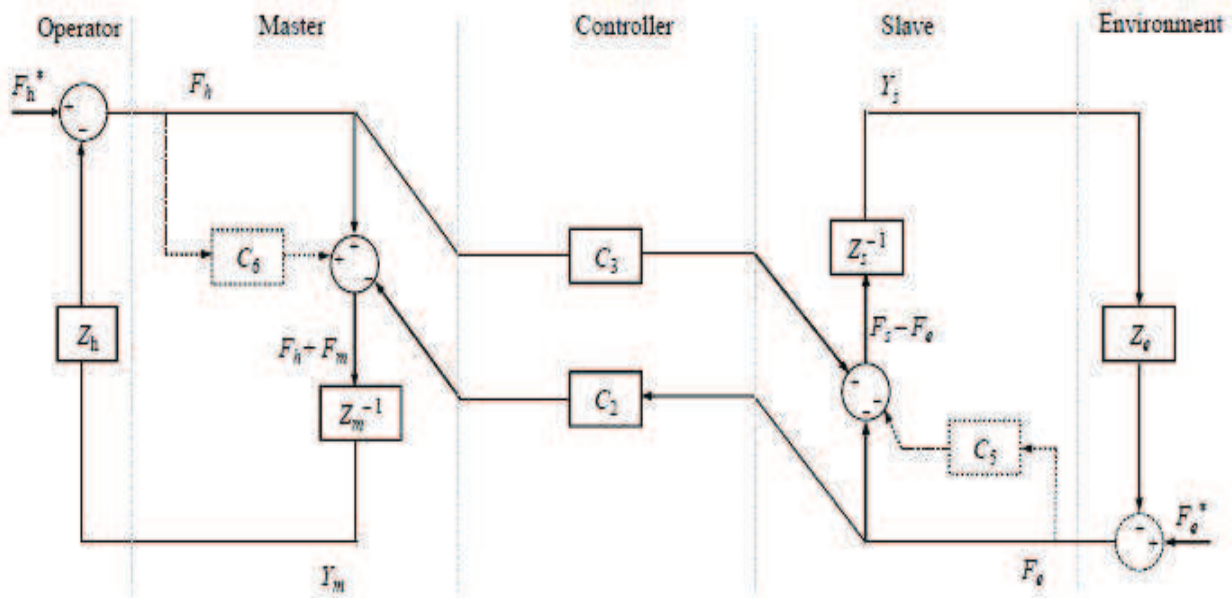 Operator Master Controller Slave Environment
F_h^* F_h Y_s
+
-
+
+
-
C_6 C_3 Z_s^{-1}
Z_h F_h + F_m F_s - F_e Z_e
Z_m^{-1} C_2
+
-
-
C_5
-
+
F_e^*
Y_m F_e